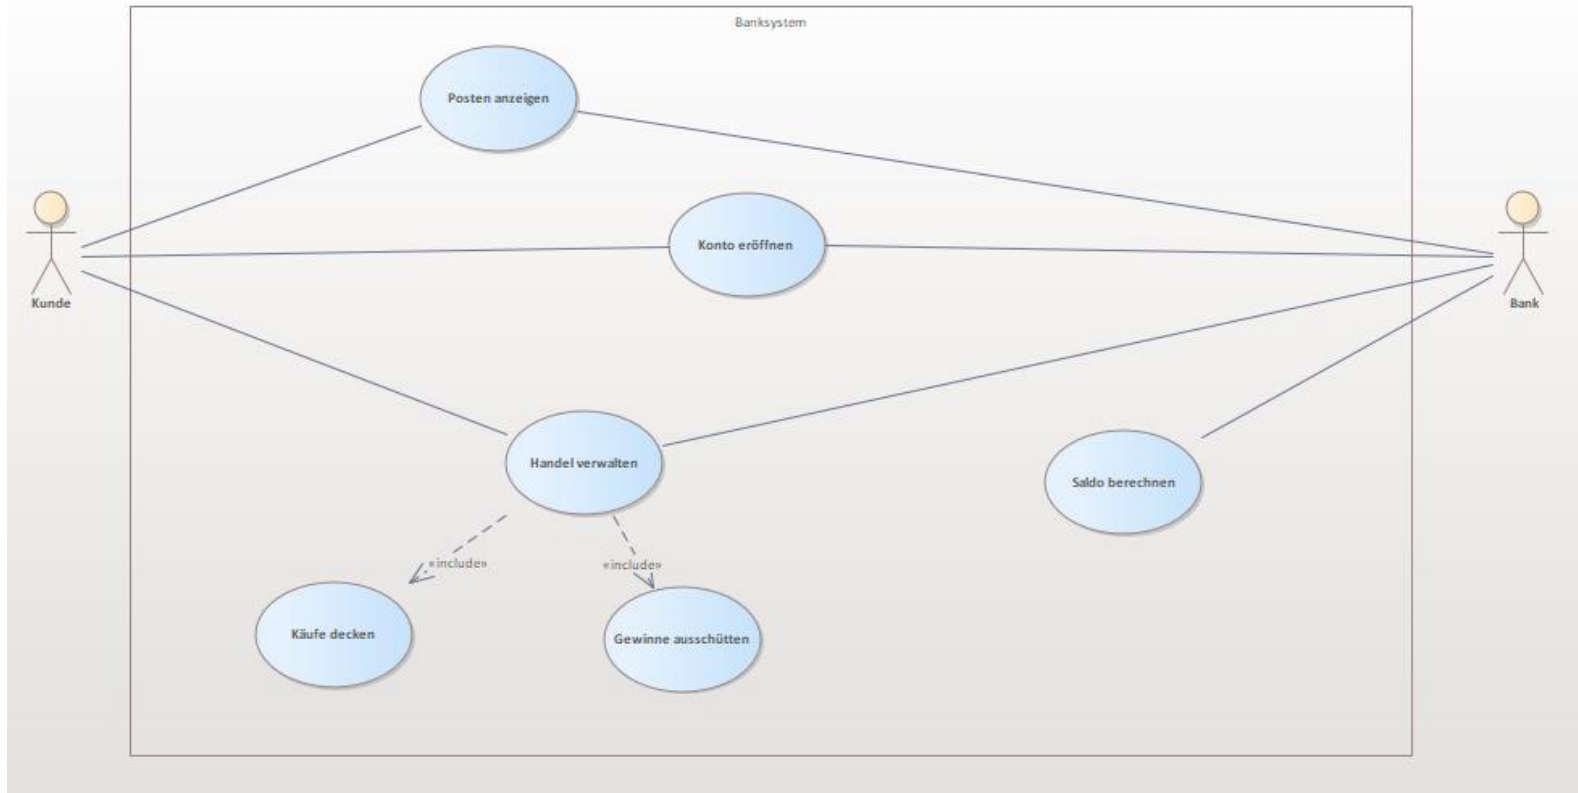 Banksystem
Posten anzeigen
Konto eröffnen
Kunde
Bank
Handel verwalten
Saldo berechnen
«include»
«include»
Käufe decken
Gewinne ausschütten